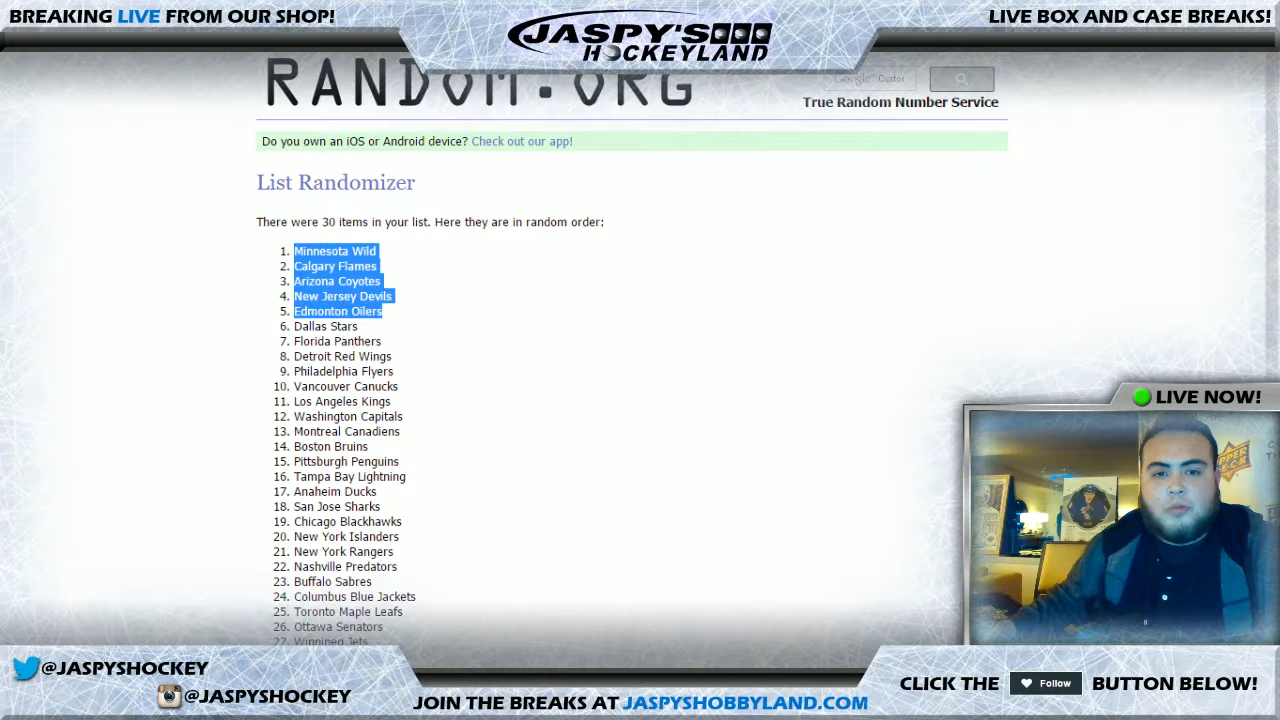 BREAKING LIVE FROM OUR SHOP!
JASPY'S
HOCKEYLAND
LIVE BOX AND CASE BREAKS!
RANDOM.ORG
Google Custom
True Random Number Service
Do you own an iOS or Android device? Check out our app!
List Randomizer
There were 30 items in your list. Here they are in random order:
1. Minnesota Wild
2. Calgary Flames
3. Arizona Coyotes
4. New Jersey Devils
5. Edmonton Oilers
6. Dallas Stars
7. Florida Panthers
8. Detroit Red Wings
9. Philadelphia Flyers
10. Vancouver Canucks
11. Los Angeles Kings
12. Washington Capitals
13. Montreal Canadiens
14. Boston Bruins
15. Pittsburgh Penguins
16. Tampa Bay Lightning
17. Anaheim Ducks
18. San Jose Sharks
19. Chicago Blackhawks
20. New York Islanders
21. New York Rangers
22. Nashville Predators
23. Buffalo Sabres
24. Columbus Blue Jackets
25. Toronto Maple Leafs
26. Ottawa Senators
27. Winnipeg Jets
LIVE NOW!
UPPER
DECK
@JASPYSHOCKEY
@JASPYSHOCKEY
JOIN THE BREAKS AT JASPYSHOBBYLAND.COM
CLICK THE Follow BUTTON BELOW!